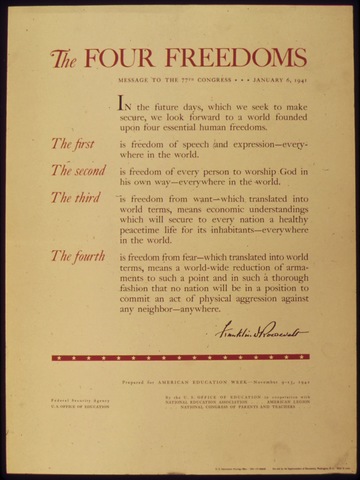 The FOUR FREEDOMS
MESSAGE TO THE 77TH CONGRESS • • • JANUARY 6, 1941
IN the future days, which we seek to make
secure, we look forward to a world founded
upon four essential human freedoms.
The first is freedom of speech and expression—every-
where in the world.
The second is freedom of every person to worship God in
his own way—everywhere in the world.
The third is freedom from want—which translated into
world terms, means economic understandings
which will secure to every nation a healthy
peacetime life for its inhabitants—everywhere
in the world.
The fourth is freedom from fear—which translated into world
terms, means a world-wide reduction of arma-
ments to such a point and in such a thorough
fashion that no nation will be in a position to
commit an act of physical aggression against
any neighbor—anywhere.
Franklin D Roosevelt
Prepared for AMERICAN EDUCATION WEEK—November 9-15, 1941
Federal Security Agency
U.S. OFFICE OF EDUCATION
By the U. S. OFFICE OF EDUCATION in cooperation with
NATIONAL EDUCATION ASSOCIATION AMERICAN LEGION
NATIONAL CONGRESS OF PARENTS AND TEACHERS